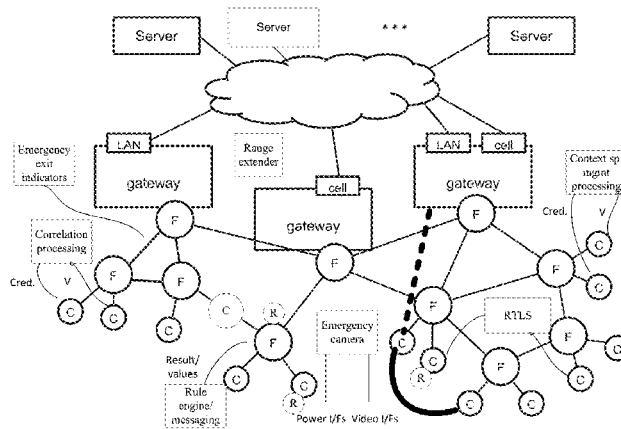 Server
Server
* * *
Server
LAN
gateway
Emergency
exit
indicators
Range
extender
cell
gateway
LAN
cell
gateway
Context sp
mgmt
processing
Cred.
V
F
F
F
Correlation
processing
Cred.
V
F
F
F
F
F
F
F
C
C
C
C
C
C
C
C
R
R
C
C
Emergency
camera
Result/
values
Rule
engine/
messaging
Power I/Fs
Video I/Fs
C
C
R
RTLS
C
C
C
C